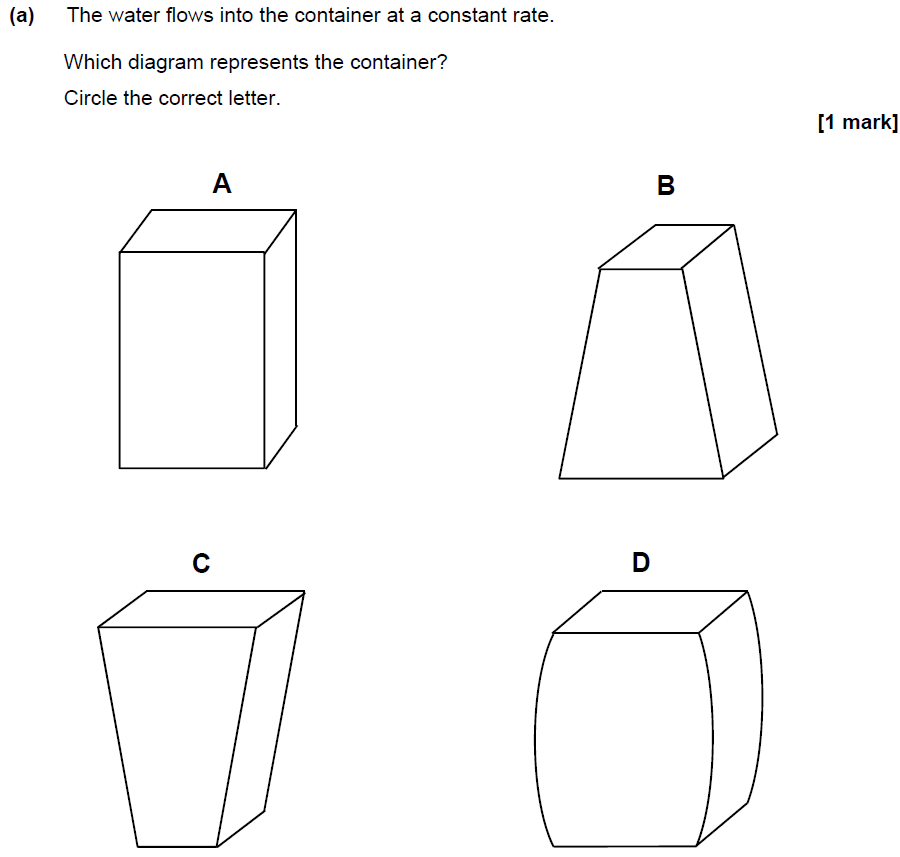 (a) The water flows into the container at a constant rate.
Which diagram represents the container?
Circle the correct letter.
[1 mark]
A
B
C
D